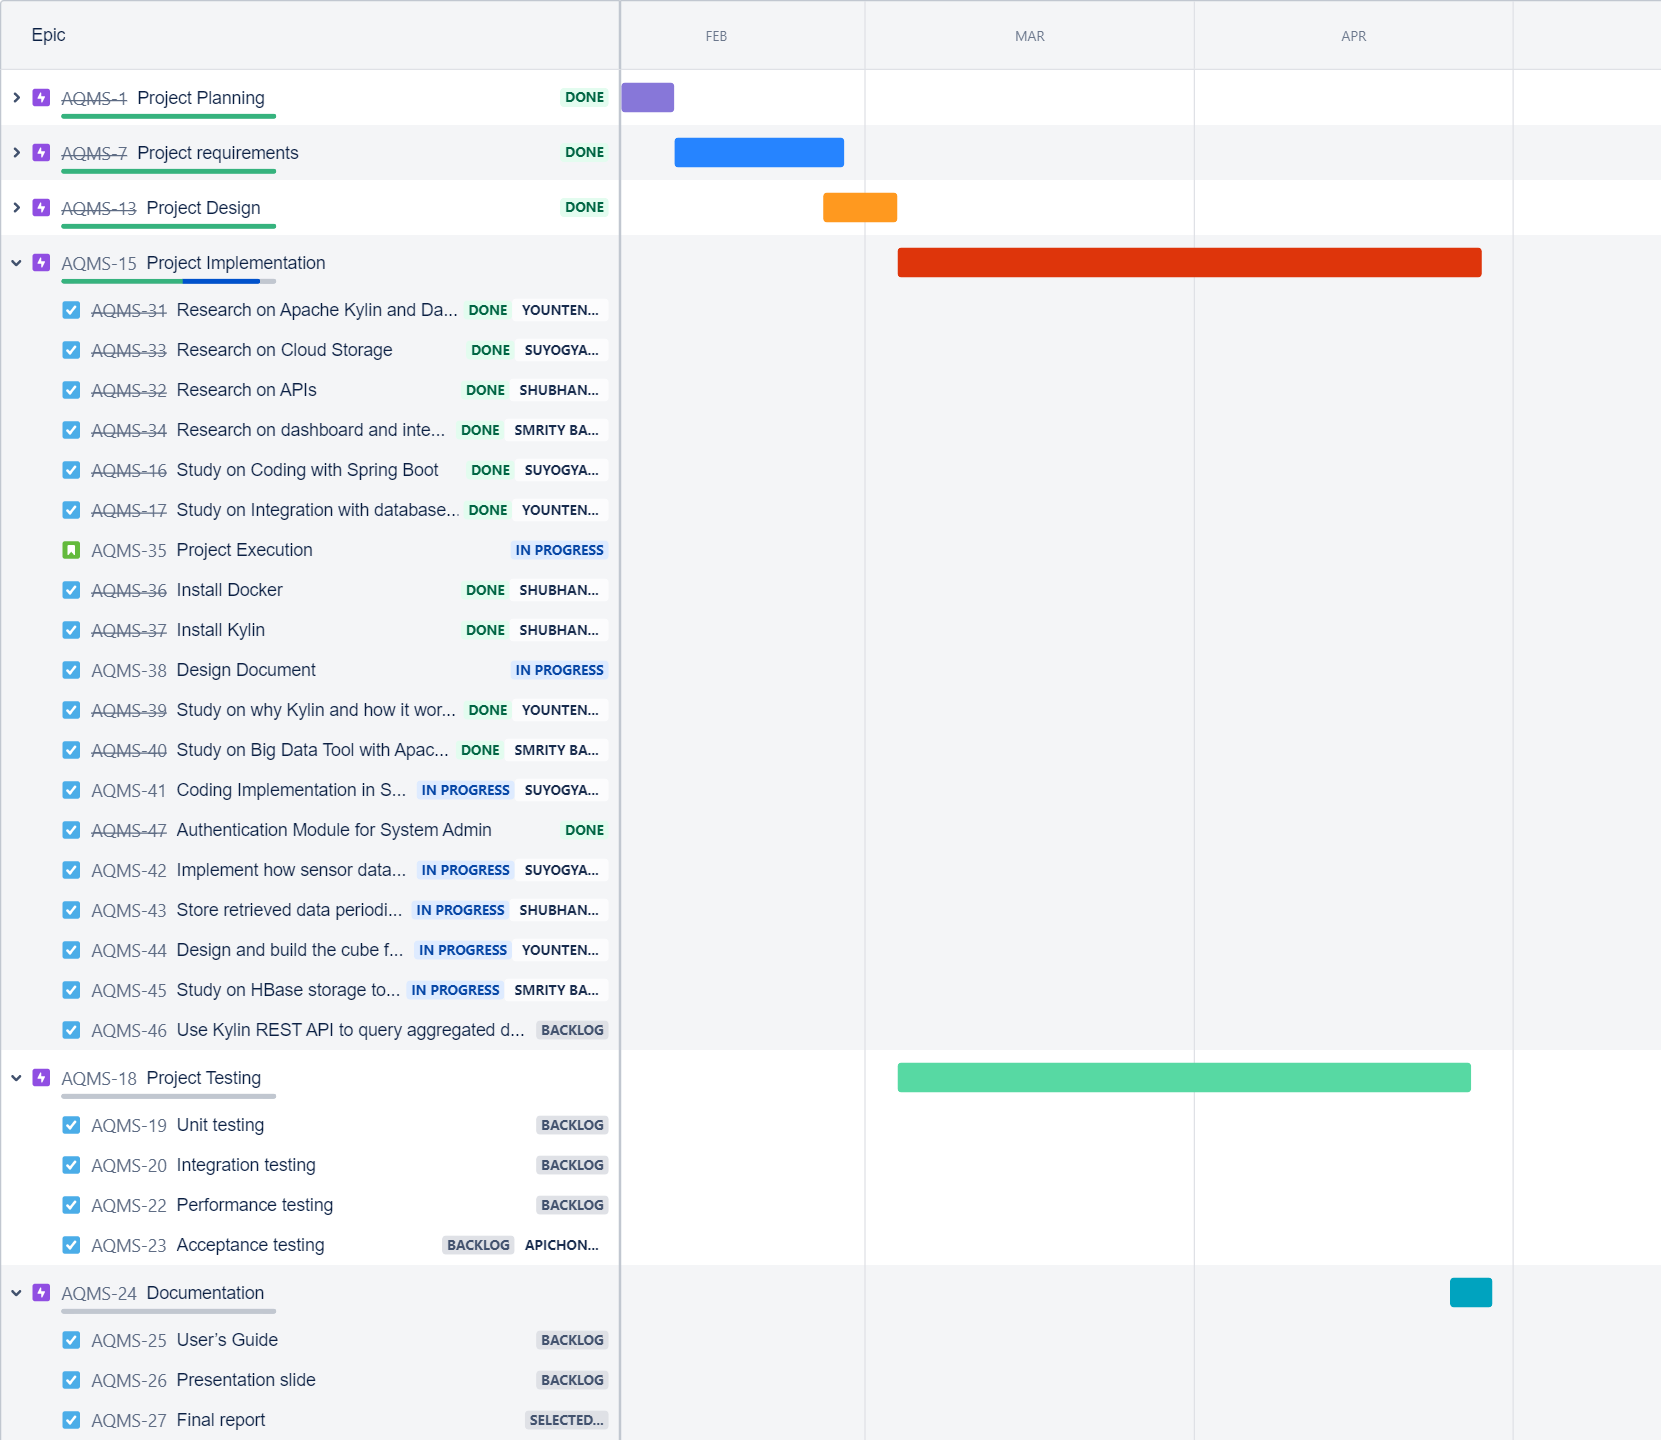 Epic FEB MAR APR
AQMS-1 Project Planning DONE
AQMS-7 Project requirements DONE
AQMS-13 Project Design DONE
AQMS-15 Project Implementation
AQMS-31 Research on Apache Kylin and Da... DONE YOUNTEN...
AQMS-33 Research on Cloud Storage DONE SUYOGYA...
AQMS-32 Research on APIs DONE SHUBHAN...
AQMS-34 Research on dashboard and inte... DONE SMRITY BA...
AQMS-16 Study on Coding with Spring Boot DONE SUYOGYA...
AQMS-17 Study on Integration with database... DONE YOUNTEN...
AQMS-35 Project Execution IN PROGRESS
AQMS-36 Install Docker DONE SHUBHAN...
AQMS-37 Install Kylin DONE SHUBHAN...
AQMS-38 Design Document IN PROGRESS
AQMS-39 Study on why Kylin and how it wor... DONE YOUNTEN...
AQMS-40 Study on Big Data Tool with Apac... DONE SMRITY BA...
AQMS-41 Coding Implementation in S... IN PROGRESS SUYOGYA...
AQMS-47 Authentication Module for System Admin DONE
AQMS-42 Implement how sensor data... IN PROGRESS SUYOGYA...
AQMS-43 Store retrieved data periodi... IN PROGRESS SHUBHAN...
AQMS-44 Design and build the cube f... IN PROGRESS YOUNTEN...
AQMS-45 Study on HBase storage to... IN PROGRESS SMRITY BA...
AQMS-46 Use Kylin REST API to query aggregated d... BACKLOG
AQMS-18 Project Testing
AQMS-19 Unit testing BACKLOG
AQMS-20 Integration testing BACKLOG
AQMS-22 Performance testing BACKLOG
AQMS-23 Acceptance testing BACKLOG APICHON...
AQMS-24 Documentation
AQMS-25 User’s Guide BACKLOG
AQMS-26 Presentation slide BACKLOG
AQMS-27 Final report SELECTED...